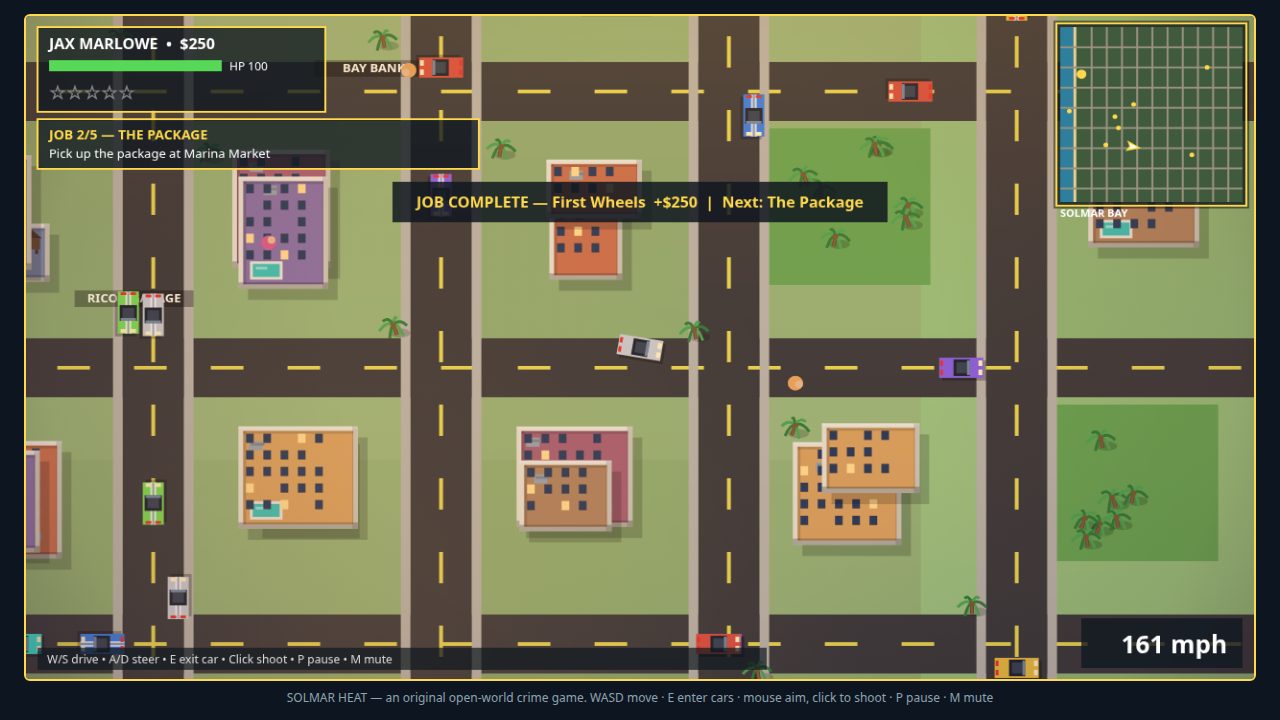 JAX MARLOWE • $250
HP 100
☆☆☆☆☆
BAY BANK
JOB 2/5 — THE PACKAGE
Pick up the package at Marina Market
JOB COMPLETE — First Wheels +$250 | Next: The Package
SOLMAR BAY
161 mph
W/S drive • A/D steer • E exit car • Click shoot • P pause • M mute
SOLMAR HEAT — an original open-world crime game. WASD move · E enter cars · mouse aim, click to shoot · P pause · M mute